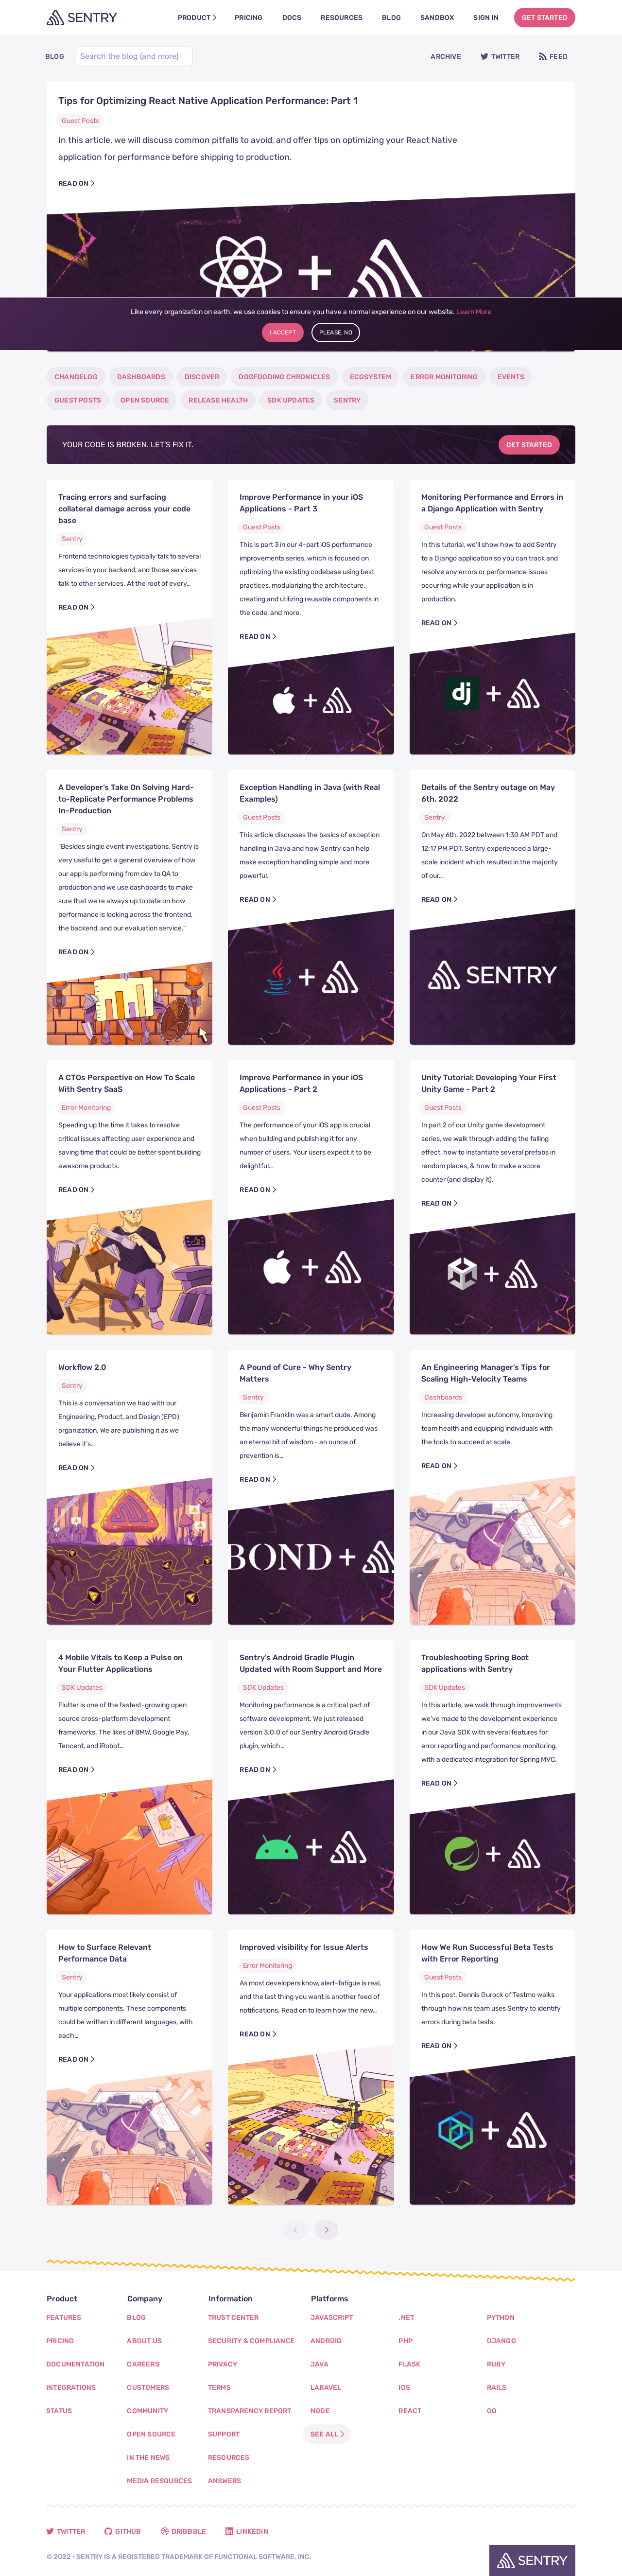 SENTRY
PRODUCT
PRICING
DOCS
RESOURCES
BLOG
SANDBOX
SIGN IN
GET STARTED
BLOG
Search the blog (and more)
ARCHIVE
TWITTER
FEED
Tips for Optimizing React Native Application Performance: Part 1
Guest Posts
In this article, we will discuss common pitfalls to avoid, and offer tips on optimizing your React Native
application for performance before shipping to production.
READ ON
+
Like every organization on earth, we use cookies to ensure you have a normal experience on our website. Learn More
I ACCEPT
PLEASE, NO
CHANGELOG
DASHBOARDS
DISCOVER
DOGFOODING CHRONICLES
ECOSYSTEM
ERROR MONITORING
EVENTS
GUEST POSTS
OPEN SOURCE
RELEASE HEALTH
SDK UPDATES
SENTRY
YOUR CODE IS BROKEN. LET'S FIX IT.
GET STARTED
Tracing errors and surfacing
collateral damage across your code
base
Sentry
Frontend technologies typically talk to several
services in your backend, and those services
talk to other services. At the root of every…
READ ON
Improve Performance in your iOS
Applications - Part 3
Guest Posts
This is part 3 in our 4-part iOS performance
improvements series, which is focused on
optimizing the existing codebase using best
practices, modularizing the architecture,
creating and utilizing reusable components in
the code, and more.
READ ON
+
Monitoring Performance and Errors in
a Django Application with Sentry
Guest Posts
In this tutorial, we'll show how to add Sentry
to a Django application so you can track and
resolve any errors or performance issues
occurring while your application is in
production.
READ ON
dj +
A Developer's Take On Solving Hard-
to-Replicate Performance Problems
In-Production
Sentry
"Besides single event investigations, Sentry is
very useful to get a general overview of how
our app is performing from dev to QA to
production and we use dashboards to make
sure that we're always up to date on how
performance is looking across the frontend,
the backend, and our evaluation service."
READ ON
Exception Handling in Java (with Real
Examples)
Guest Posts
This article discusses the basics of exception
handling in Java and how Sentry can help
make exception handling simple and more
powerful.
READ ON
+
Details of the Sentry outage on May
6th, 2022
Sentry
On May 6th, 2022 between 1:30 AM PDT and
12:17 PM PDT, Sentry experienced a large-
scale incident which resulted in the majority
of our…
READ ON
SENTRY
A CTOs Perspective on How To Scale
With Sentry SaaS
Error Monitoring
Speeding up the time it takes to resolve
critical issues affecting user experience and
saving time that could be better spent building
awesome products.
READ ON
Improve Performance in your iOS
Applications - Part 2
Guest Posts
The performance of your iOS app is crucial
when building and publishing it for any
number of users. Your users expect it to be
delightful…
READ ON
+
Unity Tutorial: Developing Your First
Unity Game - Part 2
Guest Posts
In part 2 of our Unity game development
series, we walk through adding the falling
effect, how to instantiate several prefabs in
random places, & how to make a score
counter (and display it).
READ ON
+
Workflow 2.0
Sentry
This is a conversation we had with our
Engineering, Product, and Design (EPD)
organization. We are publishing it as we
believe it's…
READ ON
A Pound of Cure - Why Sentry
Matters
Sentry
Benjamin Franklin was a smart dude. Among
the many wonderful things he produced was
an eternal bit of wisdom - an ounce of
prevention is…
READ ON
BOND +
An Engineering Manager's Tips for
Scaling High-Velocity Teams
Dashboards
Increasing developer autonomy, improving
team health and equipping individuals with
the tools to succeed at scale.
READ ON
4 Mobile Vitals to Keep a Pulse on
Your Flutter Applications
SDK Updates
Flutter is one of the fastest-growing open
source cross-platform development
frameworks. The likes of BMW, Google Pay,
Tencent, and iRobot…
READ ON
Sentry's Android Gradle Plugin
Updated with Room Support and More
SDK Updates
Monitoring performance is a critical part of
software development. We just released
version 3.0.0 of our Sentry Android Gradle
plugin, which…
READ ON
+
Troubleshooting Spring Boot
applications with Sentry
SDK Updates
In this article, we walk through improvements
we've made to the development experience
in our Java SDK with several features for
error reporting and performance monitoring,
with a dedicated integration for Spring MVC.
READ ON
+
How to Surface Relevant
Performance Data
Sentry
Your applications most likely consist of
multiple components. These components
could be written in different languages, with
each…
READ ON
Improved visibility for Issue Alerts
Error Monitoring
As most developers know, alert-fatigue is real,
and the last thing you want is another feed of
notifications. Read on to learn how the new…
READ ON
How We Run Successful Beta Tests
with Error Reporting
Guest Posts
In this post, Dennis Gurock of Testmo walks
through how his team uses Sentry to identify
errors during beta tests.
READ ON
+
Product
FEATURES
PRICING
DOCUMENTATION
INTEGRATIONS
STATUS
Company
BLOG
ABOUT US
CAREERS
CUSTOMERS
COMMUNITY
OPEN SOURCE
IN THE NEWS
MEDIA RESOURCES
Information
TRUST CENTER
SECURITY & COMPLIANCE
PRIVACY
TERMS
TRANSPARENCY REPORT
SUPPORT
RESOURCES
ANSWERS
Platforms
JAVASCRIPT
ANDROID
JAVA
LARAVEL
NODE
SEE ALL
.NET
PHP
FLASK
IOS
REACT
PYTHON
DJANGO
RUBY
RAILS
GO
TWITTER
GITHUB
DRIBBBLE
LINKEDIN
© 2022 • SENTRY IS A REGISTERED TRADEMARK OF FUNCTIONAL SOFTWARE, INC.
SENTRY